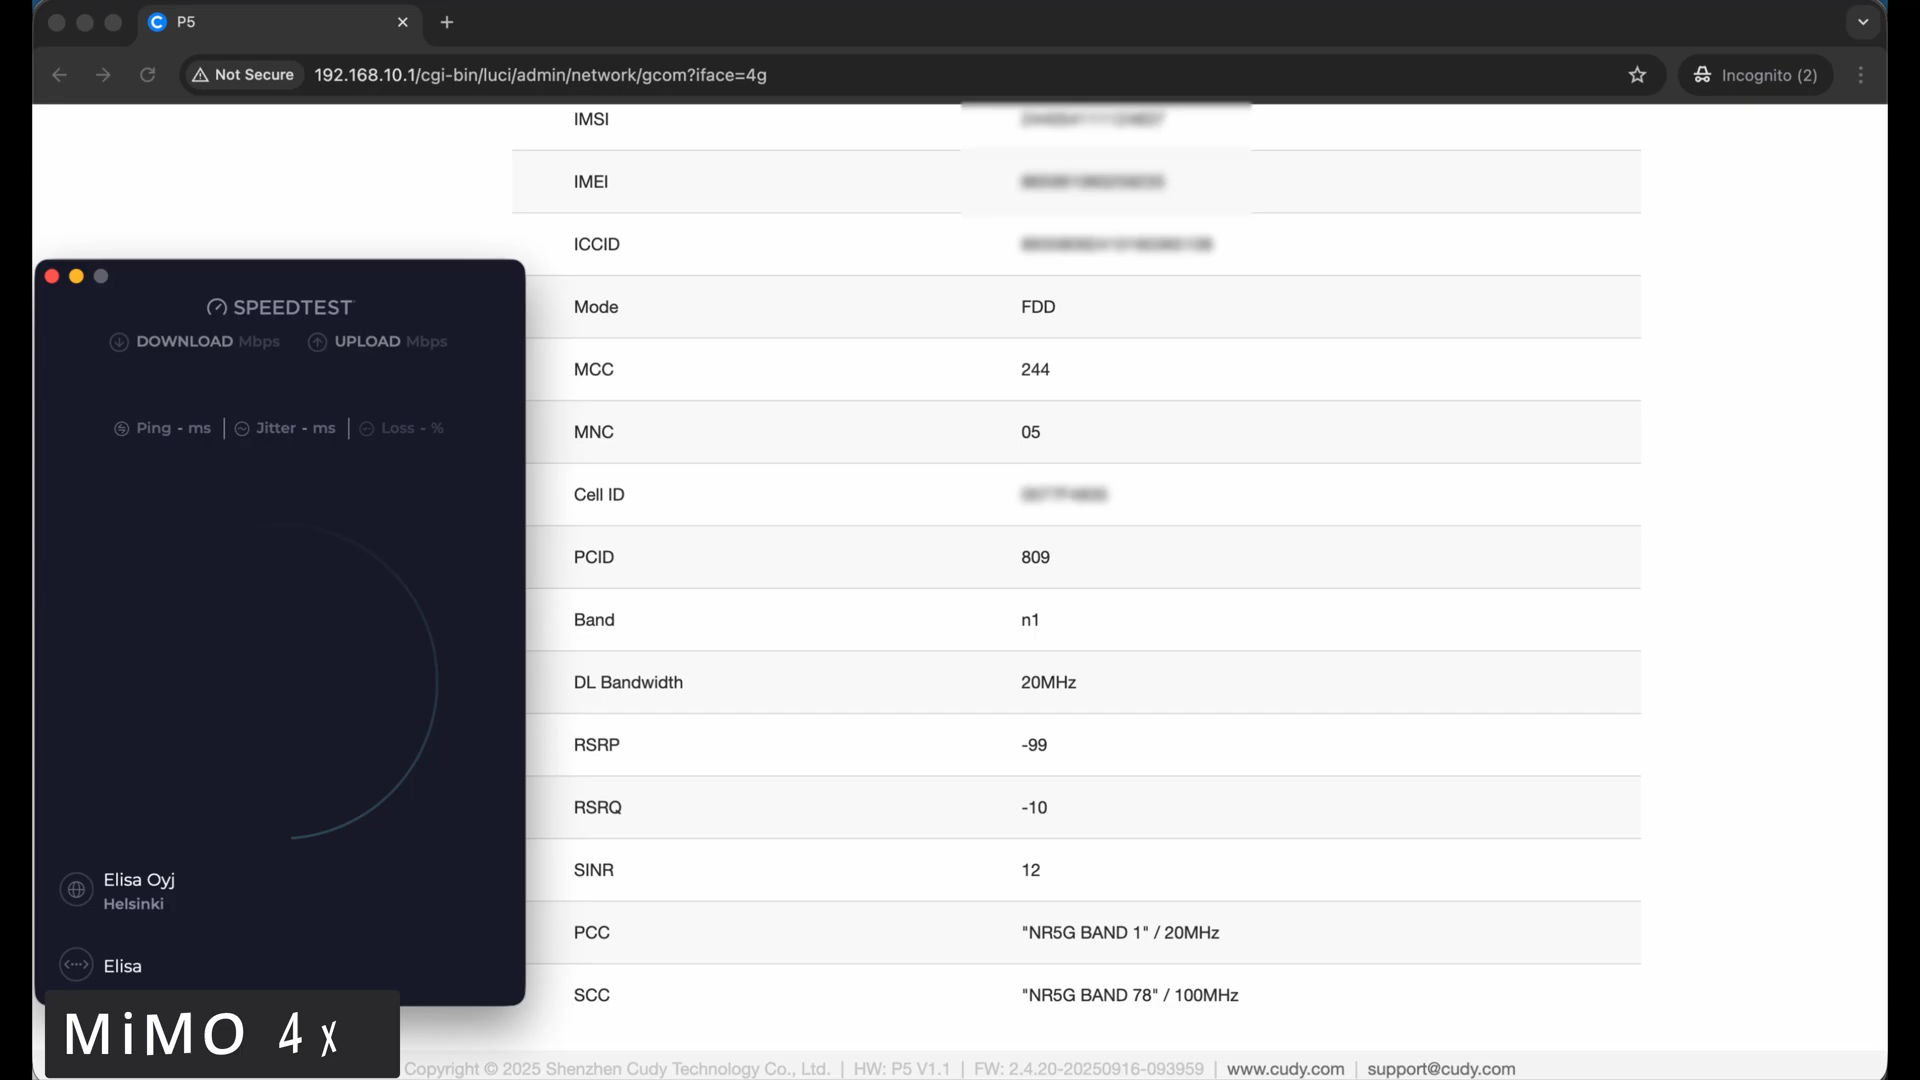 P5
Not Secure 192.168.10.1/cgi-bin/luci/admin/network/gcom?iface=4g Incognito (2)
IMSI
IMEI
ICCID
Mode FDD
MCC 244
MNC 05
Cell ID
PCID 809
Band n1
DL Bandwidth 20MHz
RSRP -99
RSRQ -10
SINR 12
PCC "NR5G BAND 1" / 20MHz
SCC "NR5G BAND 78" / 100MHz
SPEEDTEST
DOWNLOAD Mbps UPLOAD Mbps
Ping - ms | Jitter - ms | Loss - %
Elisa Oyj
Helsinki
Elisa
MiMO 4x
Copyright © 2025 Shenzhen Cudy Technology Co., Ltd. | HW: P5 V1.1 | FW: 2.4.20-20250916-093959 | www.cudy.com | support@cudy.com